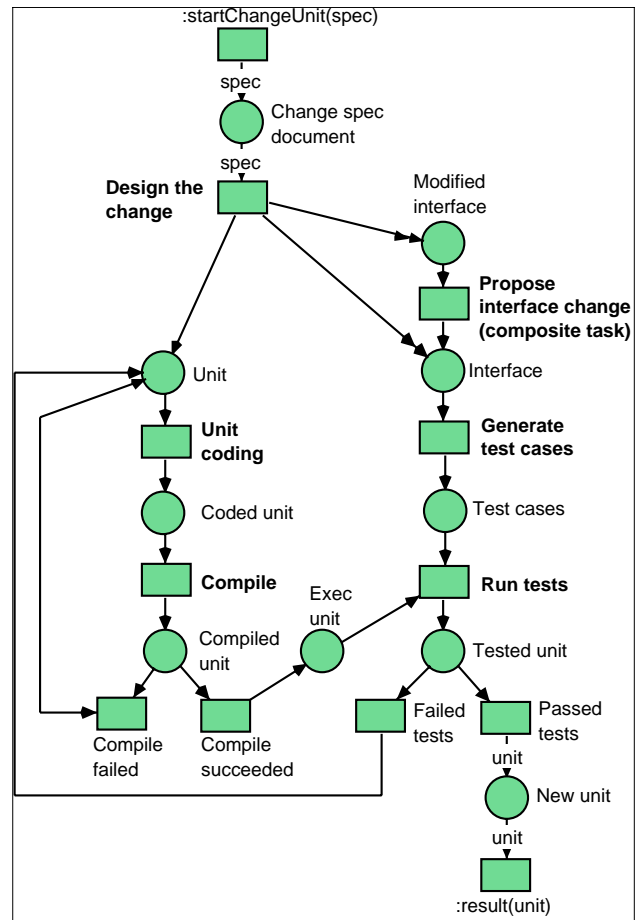 :startChangeUnit(spec)
spec
Change spec
document
spec
Design the
change
Modified
interface
Propose
interface change
(composite task)
Unit
Interface
Unit
coding
Generate
test cases
Coded unit
Test cases
Compile
Exec
unit
Run tests
Compiled
unit
Tested unit
Compile
failed
Compile
succeeded
Failed
tests
Passed
tests
unit
New unit
unit
:result(unit)